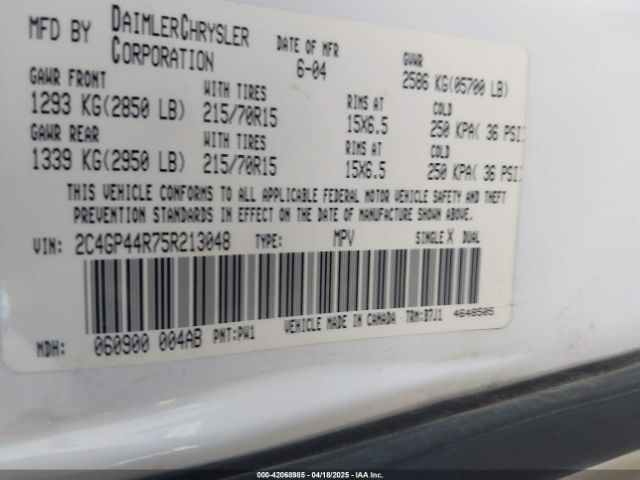 MFD BY DAIMLERCHRYSLER CORPORATION
DATE OF MFR 6-04
GVWR 2586 KG(05700 LB)
GAWR FRONT WITH TIRES RIMS AT COLD
1293 KG(2850 LB) 215/70R15 15X6.5 250 KPA( 36 PSI)
GAWR REAR WITH TIRES RIMS AT COLD
1339 KG(2950 LB) 215/70R15 15X6.5 250 KPA( 36 PSI)
THIS VEHICLE CONFORMS TO ALL APPLICABLE FEDERAL MOTOR VEHICLE SAFETY AND THEFT
PREVENTION STANDARDS IN EFFECT ON THE DATE OF MANUFACTURE SHOWN ABOVE.
VIN: 2C4GP44R75R213048 TYPE: MPV SINGLE X DUAL
MDH: 060900 004AB PNT:PW1 VEHICLE MADE IN CANADA TRM:D7J1 4648505
000-42068985 - 04/18/2025 - IAA Inc.